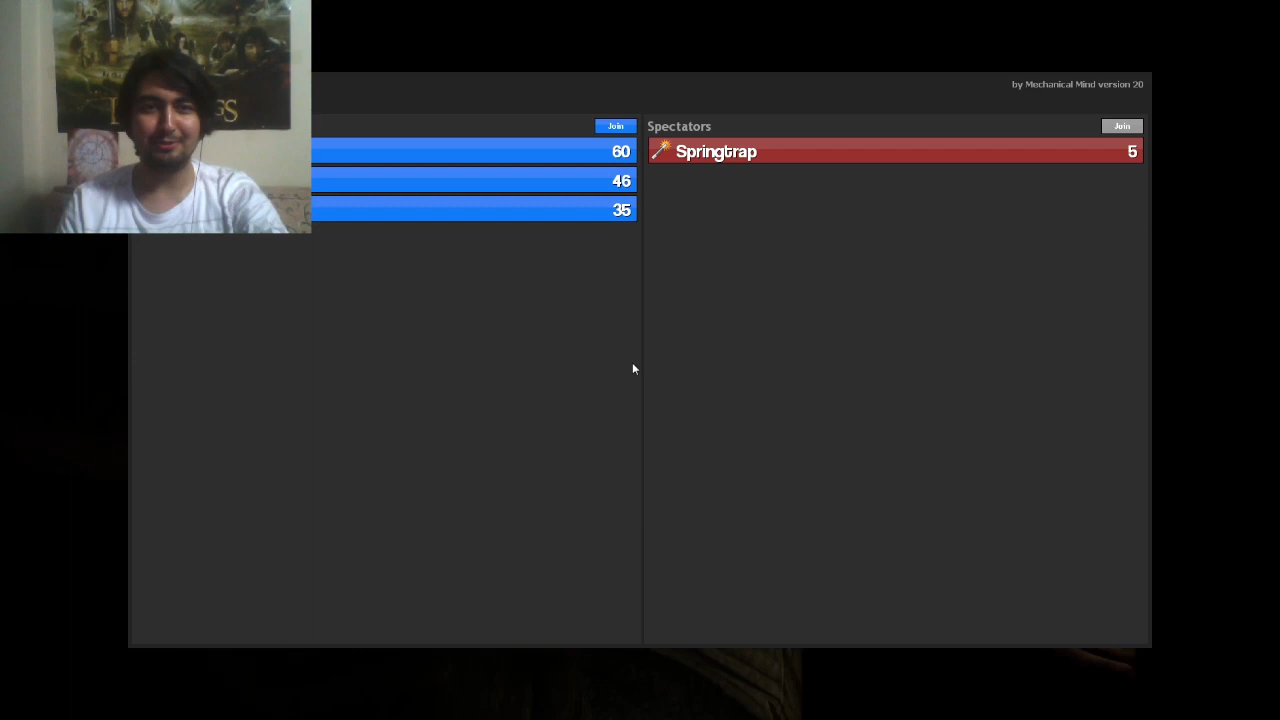 by Mechanical Mind version 20
Join
Spectators
Join
60
Springtrap
5
46
35